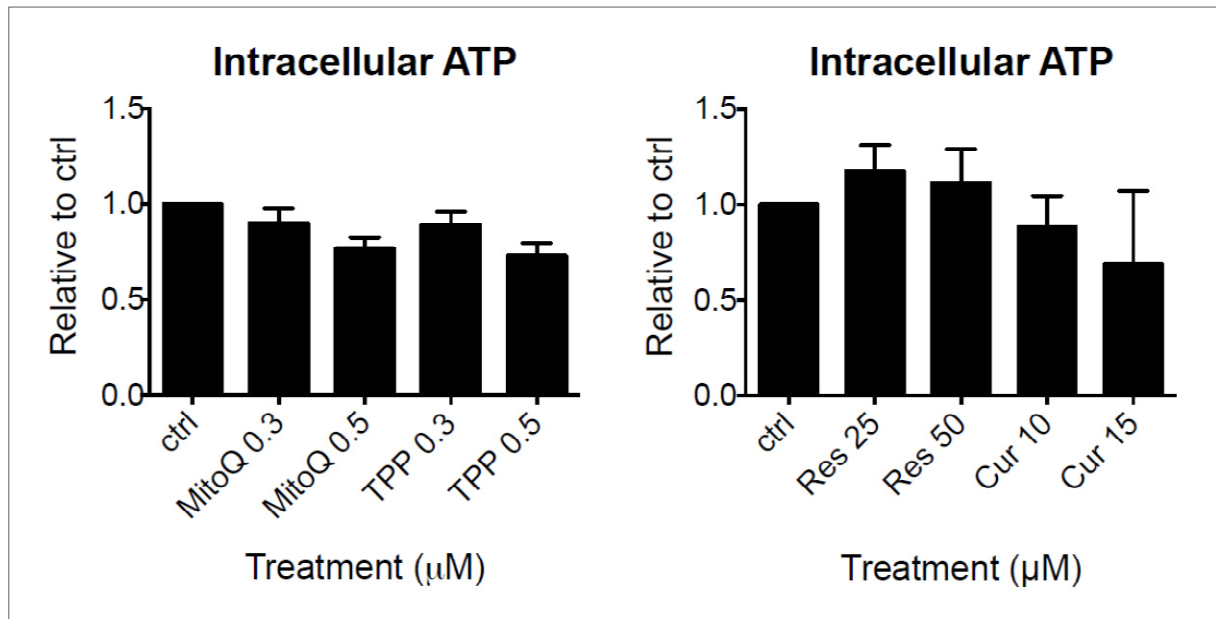 Intracellular ATP
Relative to ctrl
1.5
1.0
0.5
0.0
ctrl
MitoQ 0.3
MitoQ 0.5
TPP 0.3
TPP 0.5
Treatment (μM)
Intracellular ATP
Relative to ctrl
1.5
1.0
0.5
0.0
ctrl
Res 25
Res 50
Cur 10
Cur 15
Treatment (µM)